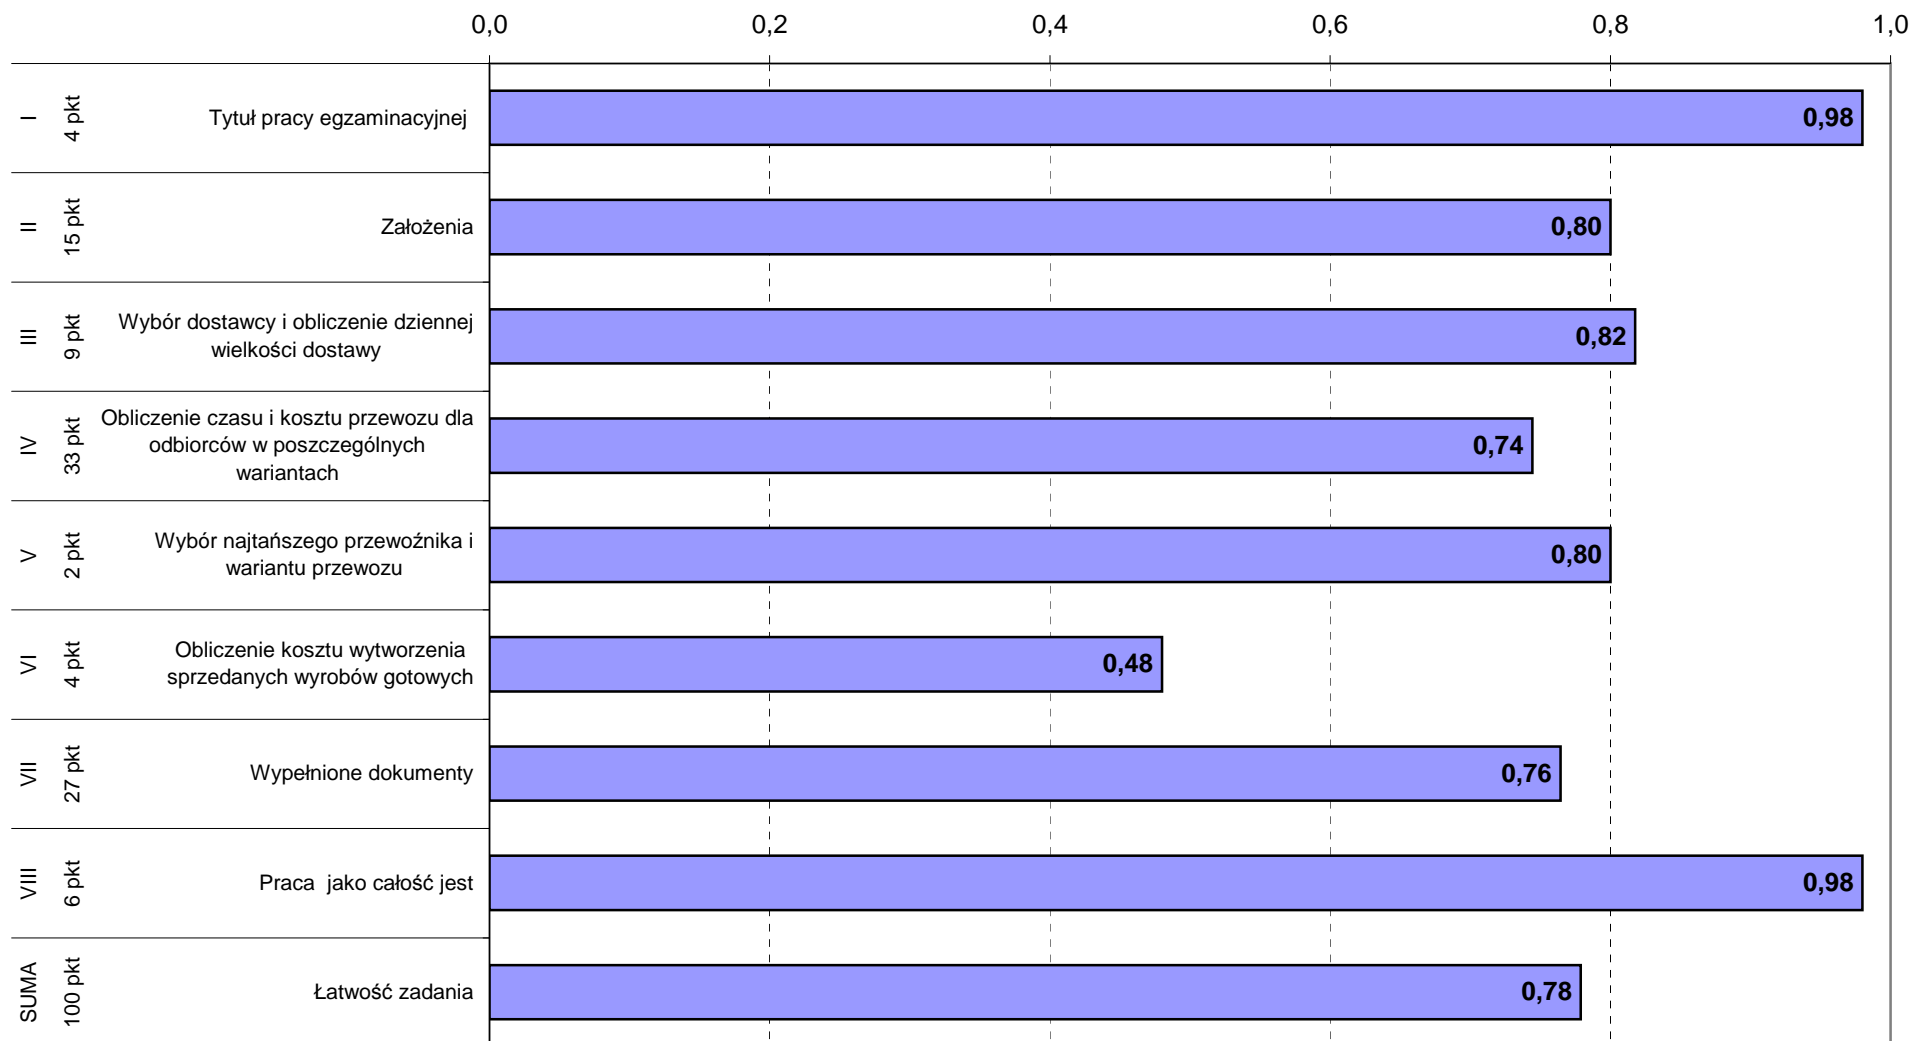 0,0 0,2 0,4 0,6 0,8 1,0
I
4 pkt
Tytuł pracy egzaminacyjnej
0,98
II
15 pkt
Założenia
0,80
III
9 pkt
Wybór dostawcy i obliczenie dziennej
wielkości dostawy
0,82
IV
33 pkt
Obliczenie czasu i kosztu przewozu dla
odbiorców w poszczególnych
wariantach
0,74
V
2 pkt
Wybór najtańszego przewoźnika i
wariantu przewozu
0,80
VI
4 pkt
Obliczenie kosztu wytworzenia
sprzedanych wyrobów gotowych
0,48
VII
27 pkt
Wypełnione dokumenty
0,76
VIII
6 pkt
Praca jako całość jest
0,98
SUMA
100 pkt
Łatwość zadania
0,78